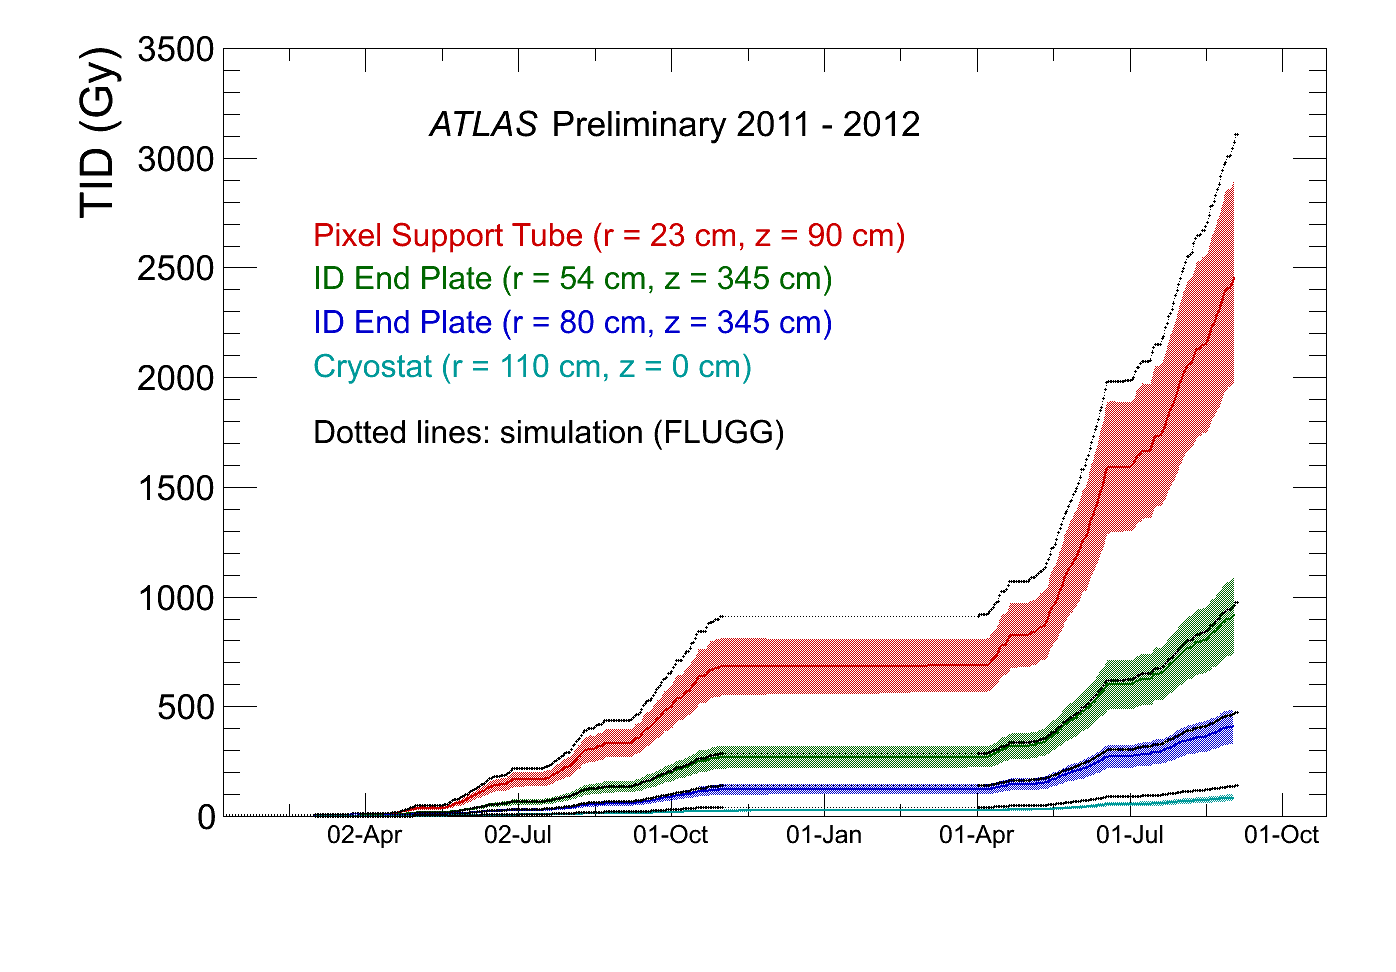 TID (Gy)
3500
3000
2500
2000
1500
1000
500
0
ATLAS Preliminary 2011 - 2012
Pixel Support Tube (r = 23 cm, z = 90 cm)
ID End Plate (r = 54 cm, z = 345 cm)
ID End Plate (r = 80 cm, z = 345 cm)
Cryostat (r = 110 cm, z = 0 cm)
Dotted lines: simulation (FLUGG)
02-Apr 02-Jul 01-Oct 01-Jan 01-Apr 01-Jul 01-Oct